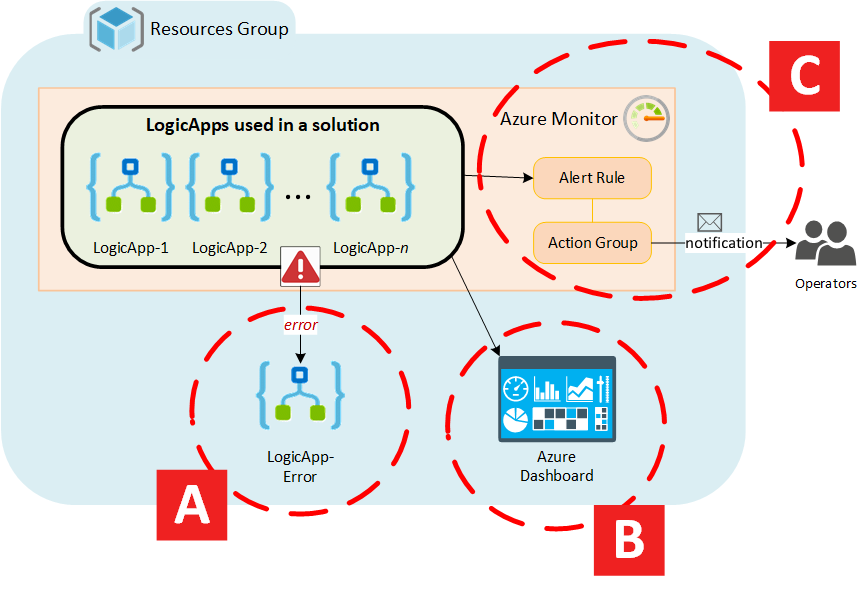 Resources Group
C
LogicApps used in a solution
Azure Monitor
Alert Rule
LogicApp-1
LogicApp-2
...
LogicApp-n
Action Group
notification
Operators
error
LogicApp-
Error
Azure
Dashboard
A
B